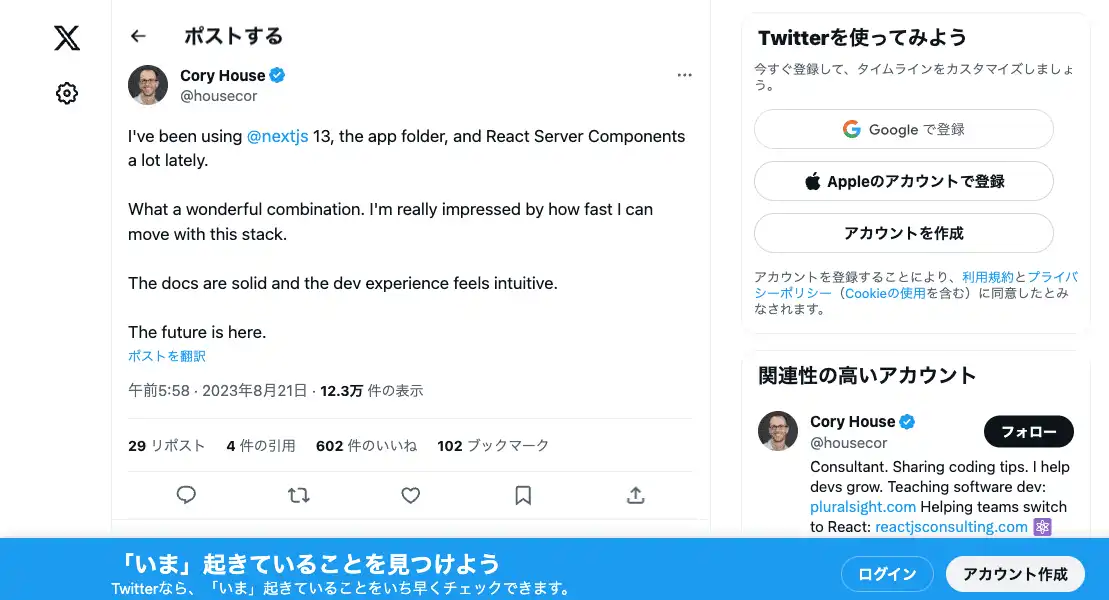 ポストする
Cory House
@housecor
I've been using @nextjs 13, the app folder, and React Server Components
a lot lately.
What a wonderful combination. I'm really impressed by how fast I can
move with this stack.
The docs are solid and the dev experience feels intuitive.
The future is here.
ポストを翻訳
午前5:58 · 2023年8月21日 · 12.3万 件の表示
29 リポスト 4 件の引用 602 件のいいね 102 ブックマーク
Twitterを使ってみよう
今すぐ登録して、タイムラインをカスタマイズしましょ
う。
Google で登録
Appleのアカウントで登録
アカウントを作成
アカウントを登録することにより、利用規約とプライバ
シーポリシー（Cookieの使用を含む）に同意したとみ
なされます。
関連性の高いアカウント
Cory House
@housecor
フォロー
Consultant. Sharing coding tips. I help
devs grow. Teaching software dev:
pluralsight.com Helping teams switch
to React: reactjsconsulting.com
「いま」起きていることを見つけよう
Twitterなら、「いま」起きていることをいち早くチェックできます。
ログイン
アカウント作成